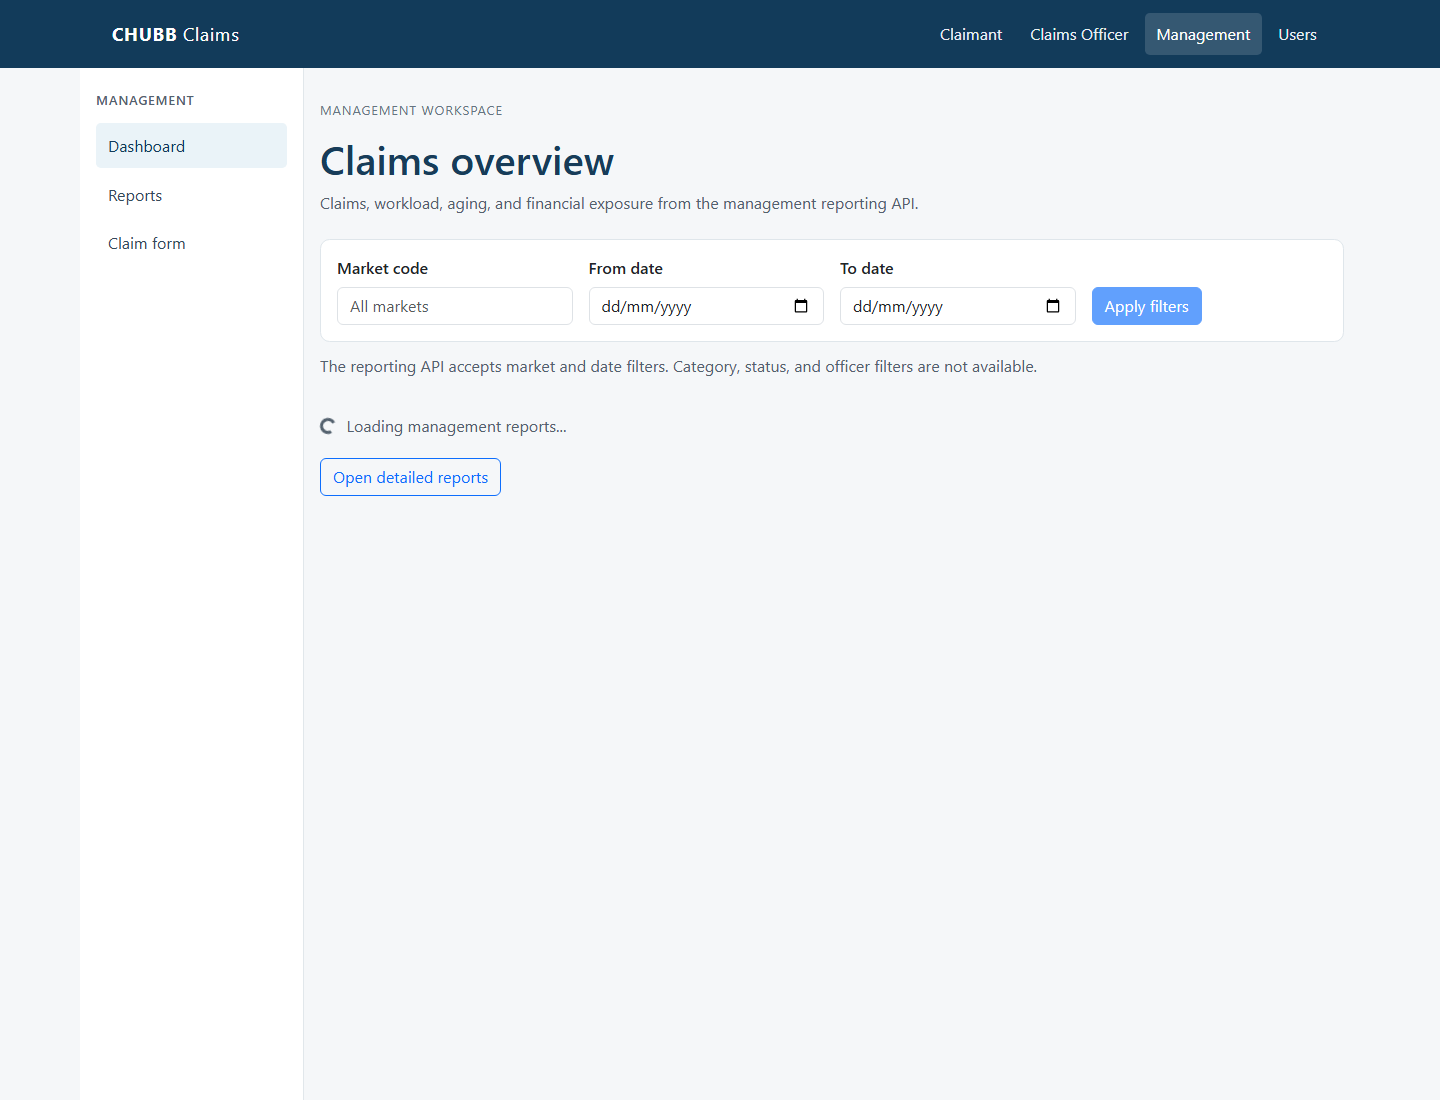 CHUBB Claims
Claimant
Claims Officer
Management
Users
MANAGEMENT
Dashboard
Reports
Claim form
MANAGEMENT WORKSPACE
Claims overview
Claims, workload, aging, and financial exposure from the management reporting API.
Market code
From date
To date
All markets
dd/mm/yyyy
dd/mm/yyyy
Apply filters
The reporting API accepts market and date filters. Category, status, and officer filters are not available.
Loading management reports...
Open detailed reports